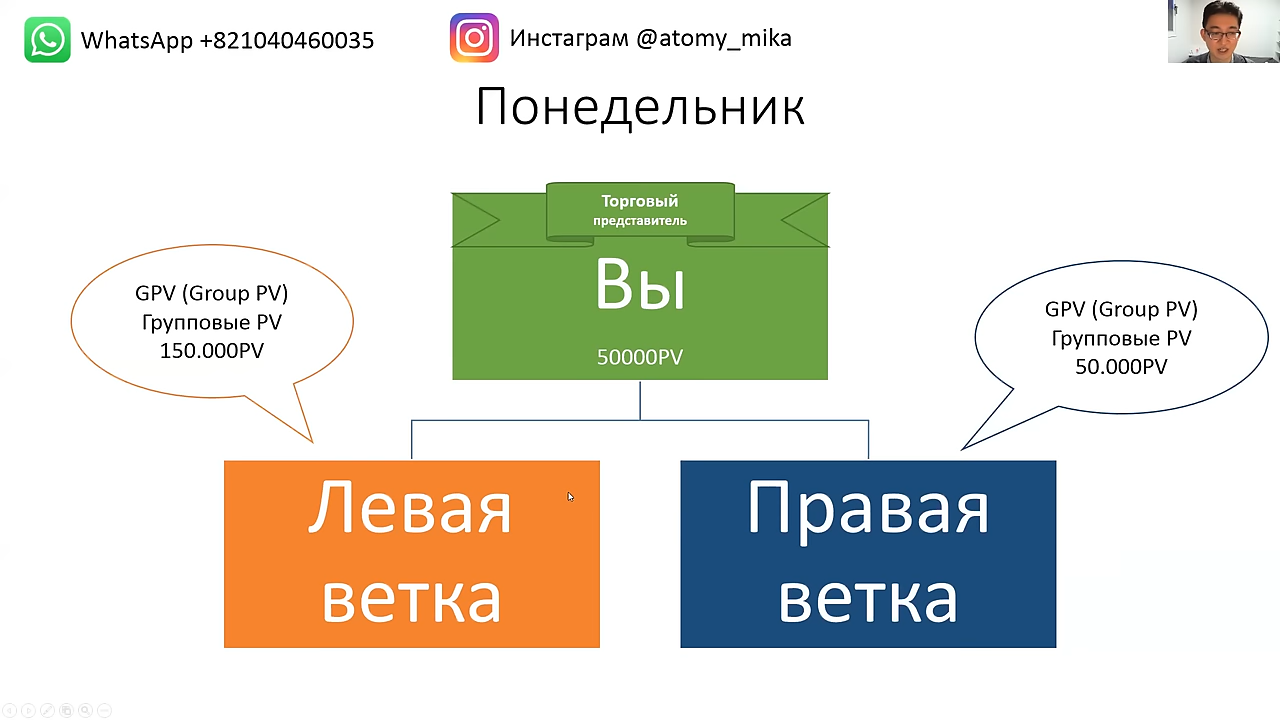 WhatsApp +821040460035
Инстаграм @atomy_mika
Понедельник
Торговый
представитель
Вы
50000PV
GPV (Group PV)
Групповые PV
150.000PV
GPV (Group PV)
Групповые PV
50.000PV
Левая
ветка
Правая
ветка